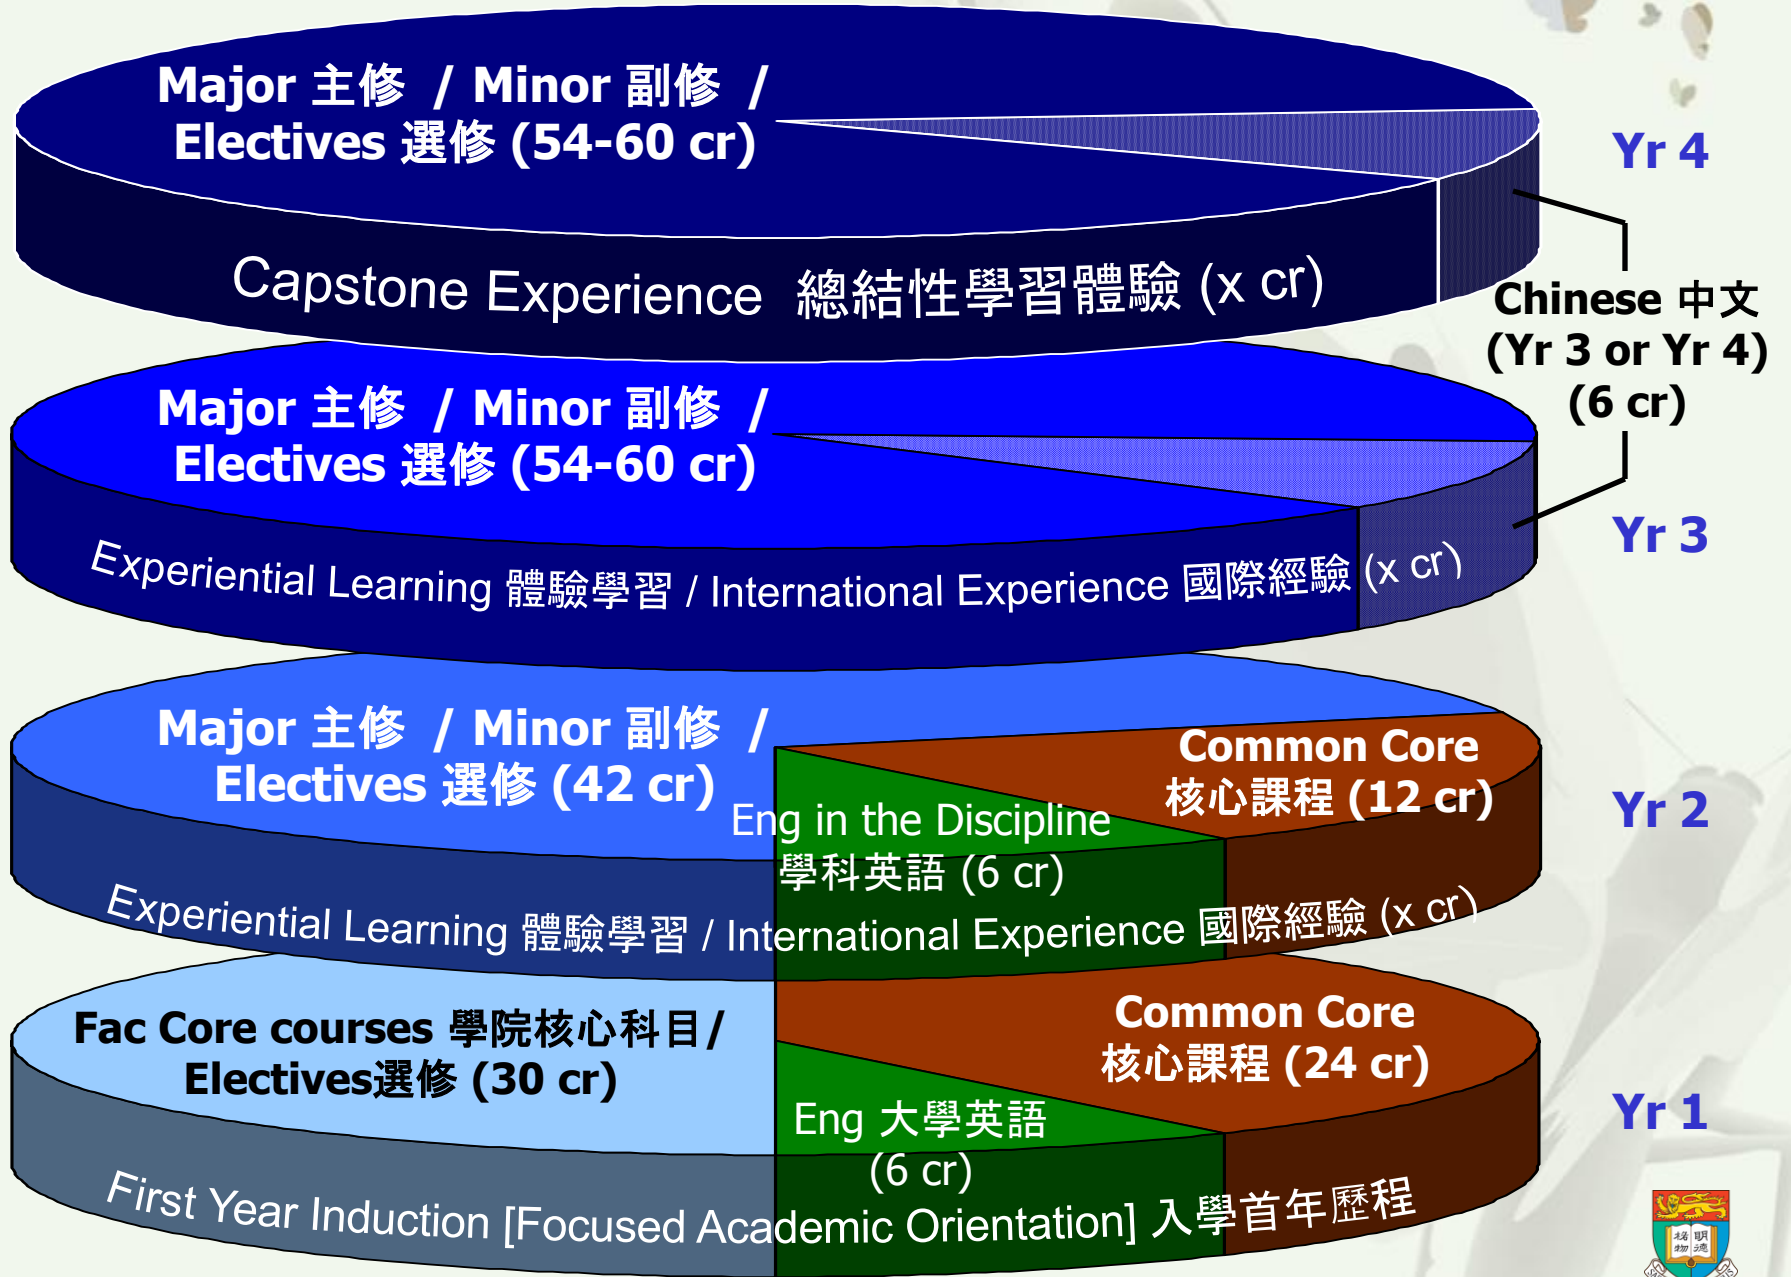 Major 主修 / Minor 副修 /
Electives 選修 (54-60 cr)
Yr 4
Capstone Experience 總結性學習體驗 (x cr)
Chinese 中文
(Yr 3 or Yr 4)
(6 cr)
Major 主修 / Minor 副修 /
Electives 選修 (54-60 cr)
Yr 3
Experiential Learning 體驗學習 / International Experience 國際經驗 (x cr)
Major 主修 / Minor 副修 /
Electives 選修 (42 cr)
Common Core
核心課程 (12 cr)
Eng in the Discipline
學科英語 (6 cr)
Yr 2
Experiential Learning 體驗學習 / International Experience 國際經驗 (x cr)
Fac Core courses 學院核心科目/
Electives選修 (30 cr)
Common Core
核心課程 (24 cr)
Eng 大學英語
(6 cr)
Yr 1
First Year Induction [Focused Academic Orientation] 入學首年歷程
明德
格物